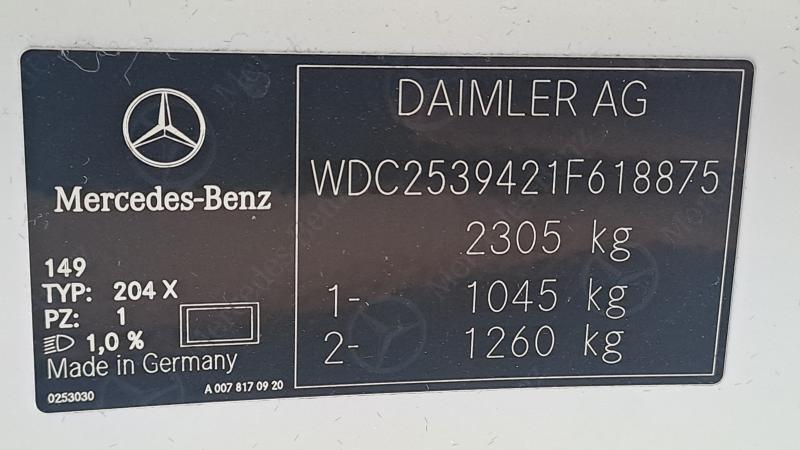 Mercedes-Benz
149
TYP: 204 X
PZ: 1
1,0 %
Made in Germany
0253030
A 007 817 09 20
DAIMLER AG
WDC2539421F618875
2305 kg
1- 1045 kg
2- 1260 kg